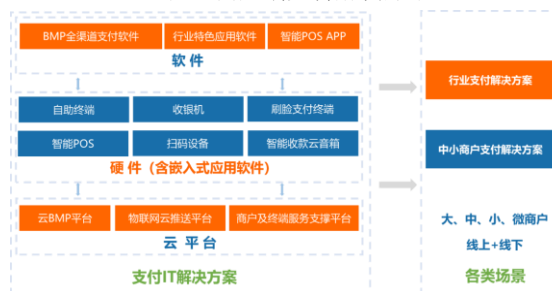 BMP全渠道支付软件 行业特色应用软件 智能POS APP
软 件
自助终端 收银机 刷脸支付终端
智能POS 扫码设备 智能收款云音箱
硬 件（含嵌入式应用软件）
云BMP平台 物联网云推送平台 商户及终端服务支撑平台
云 平 台
支付IT解决方案
行业支付解决方案
中小商户支付解决方案
大、中、小、微商户
线上+线下
各类场景